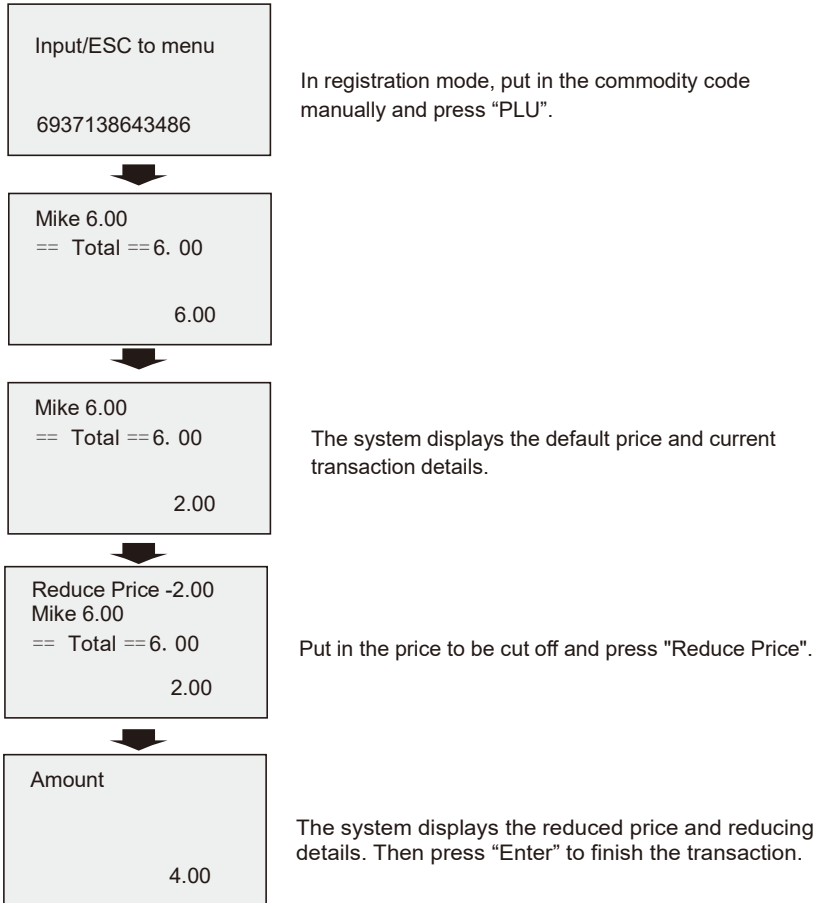 Input/ESC to menu
6937138643486
In registration mode, put in the commodity code
manually and press “PLU”.
Mike 6.00
== Total ==6. 00
6.00
Mike 6.00
== Total ==6. 00
2.00
The system displays the default price and current
transaction details.
Reduce Price -2.00
Mike 6.00
== Total ==6. 00
2.00
Put in the price to be cut off and press "Reduce Price".
Amount
4.00
The system displays the reduced price and reducing
details. Then press “Enter” to finish the transaction.